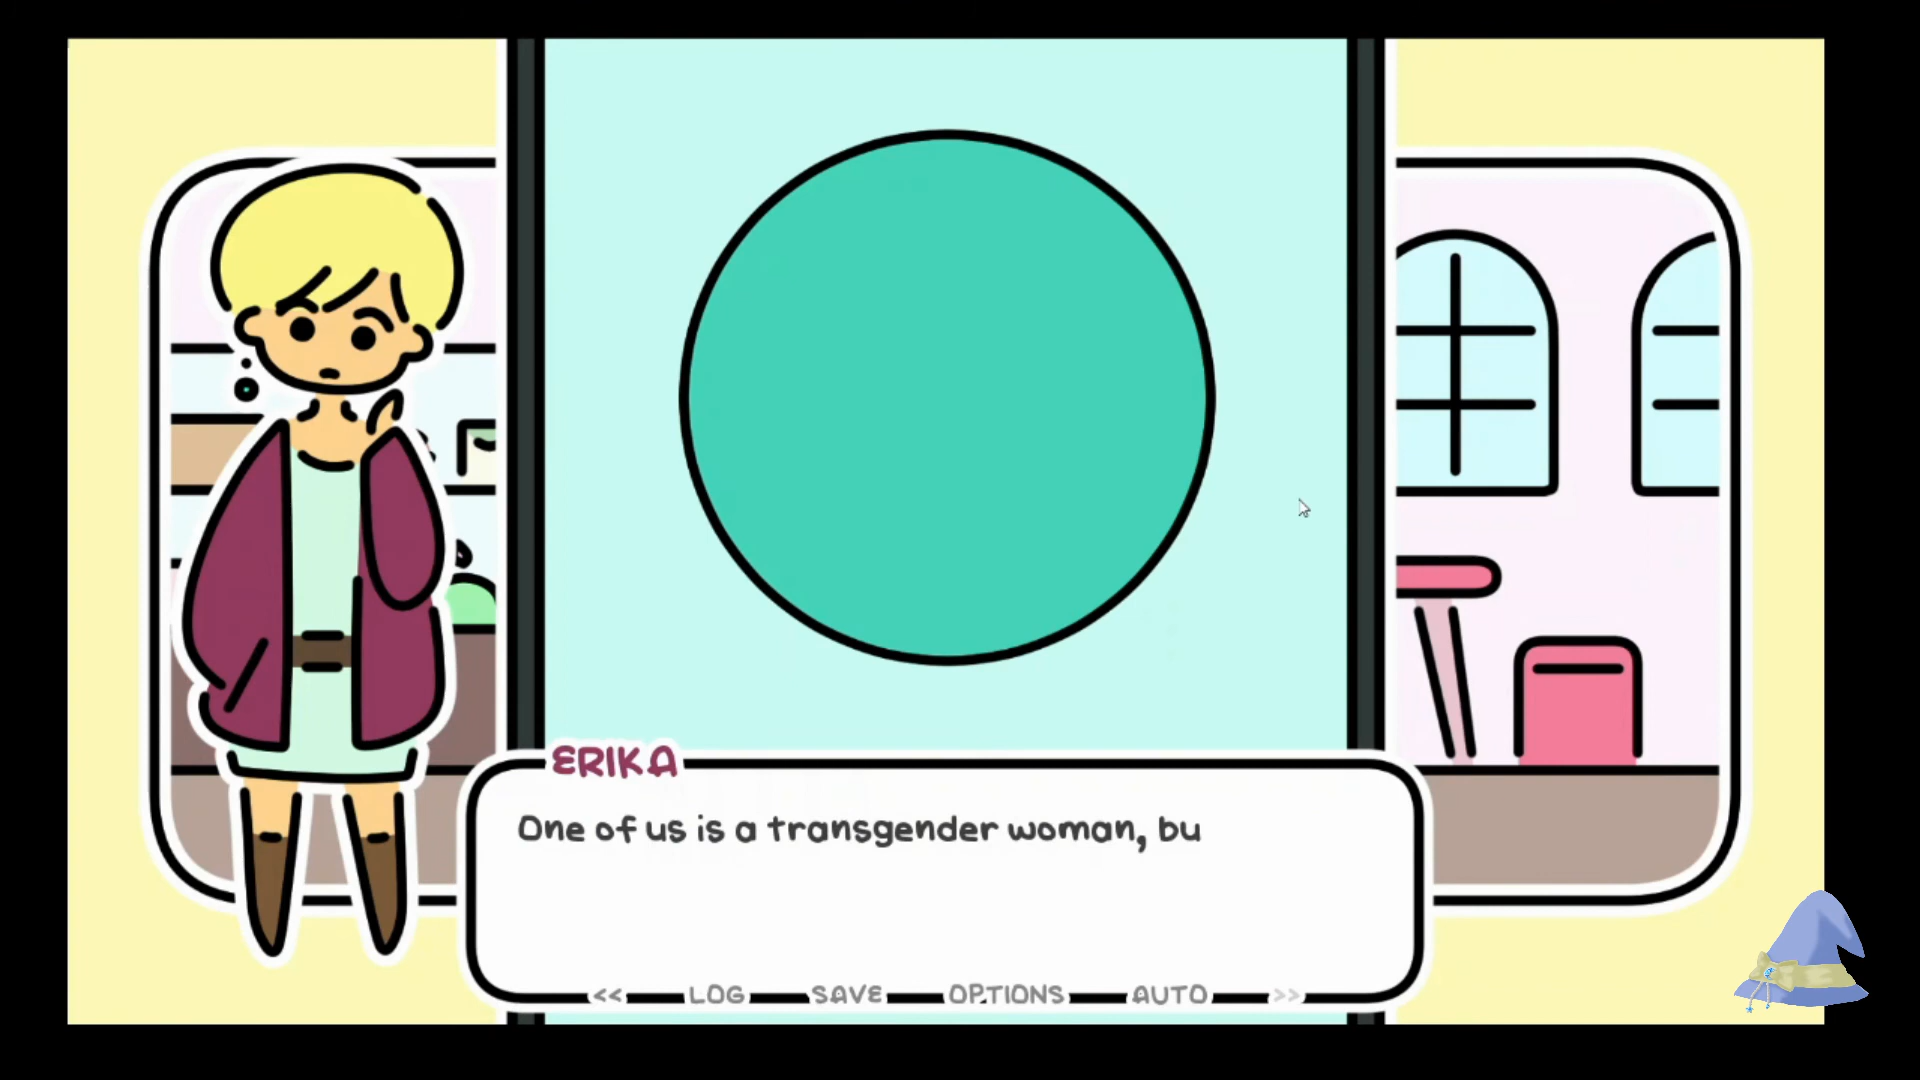 ERIKA
One of us is a transgender woman, bu
<< LOG SAVE OPTIONS AUTO >>